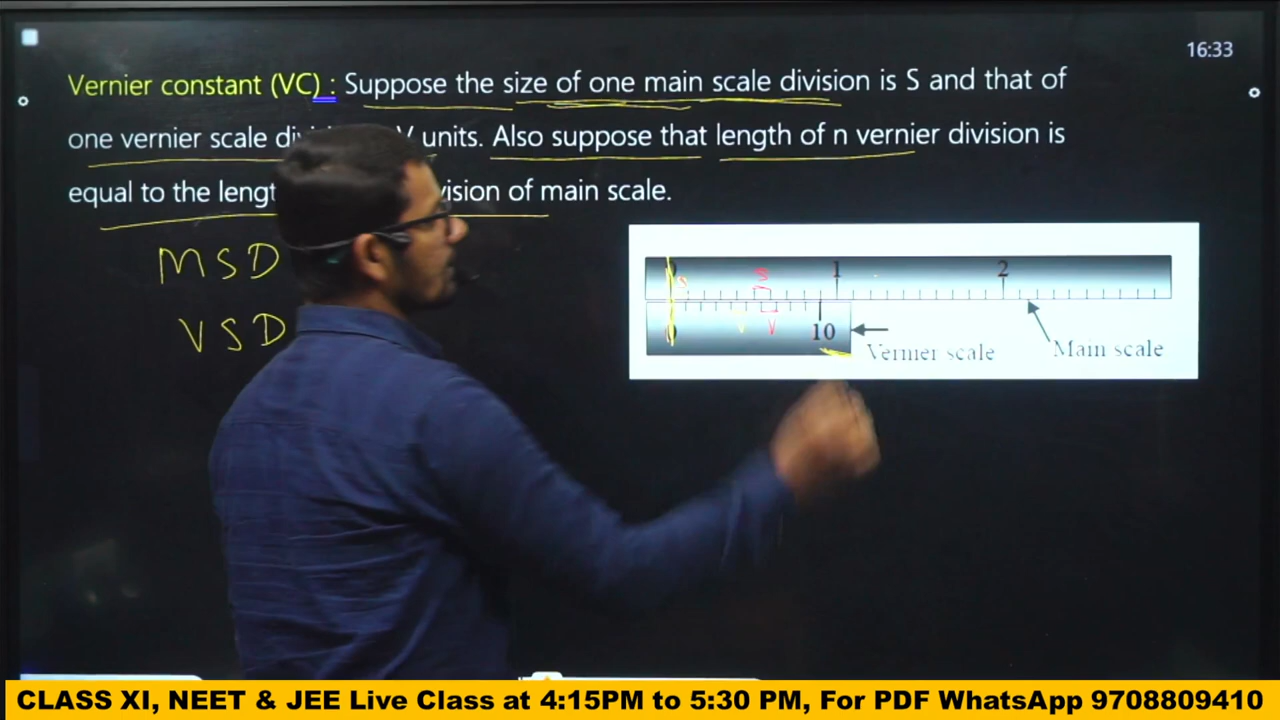 16:33
Vernier constant (VC) : Suppose the size of one main scale division is S and that of
one vernier scale V units. Also suppose that length of n vernier division is
equal to the of main scale.
MSD
VSD
0 1 2
S
S
V V
0 10
Vernier scale Main scale
CLASS XI, NEET & JEE Live Class at 4:15PM to 5:30 PM, For PDF WhatsApp 9708809410